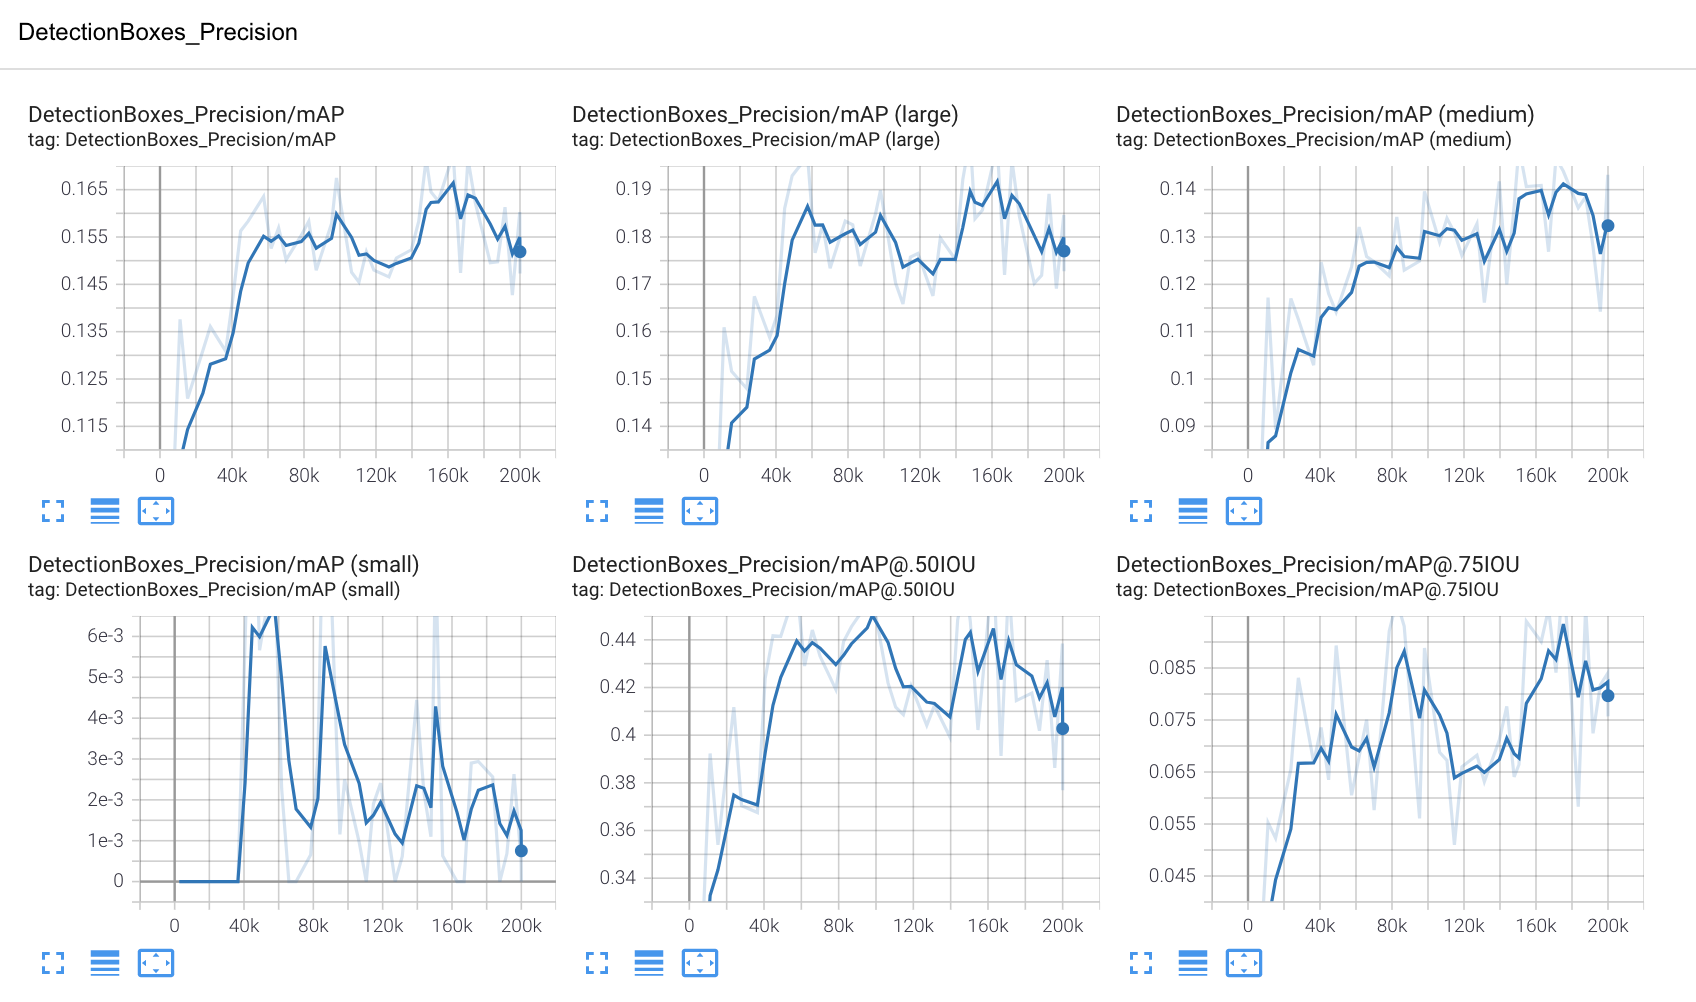 DetectionBoxes_Precision
DetectionBoxes_Precision/mAP
tag: DetectionBoxes_Precision/mAP
0.165
0.155
0.145
0.135
0.125
0.115
0 40k 80k 120k 160k 200k
DetectionBoxes_Precision/mAP (large)
tag: DetectionBoxes_Precision/mAP (large)
0.19
0.18
0.17
0.16
0.15
0.14
0 40k 80k 120k 160k 200k
DetectionBoxes_Precision/mAP (medium)
tag: DetectionBoxes_Precision/mAP (medium)
0.14
0.13
0.12
0.11
0.1
0.09
0 40k 80k 120k 160k 200k
DetectionBoxes_Precision/mAP (small)
tag: DetectionBoxes_Precision/mAP (small)
6e-3
5e-3
4e-3
3e-3
2e-3
1e-3
0
0 40k 80k 120k 160k 200k
DetectionBoxes_Precision/mAP@.50IOU
tag: DetectionBoxes_Precision/mAP@.50IOU
0.44
0.42
0.4
0.38
0.36
0.34
0 40k 80k 120k 160k 200k
DetectionBoxes_Precision/mAP@.75IOU
tag: DetectionBoxes_Precision/mAP@.75IOU
0.085
0.075
0.065
0.055
0.045
0 40k 80k 120k 160k 200k